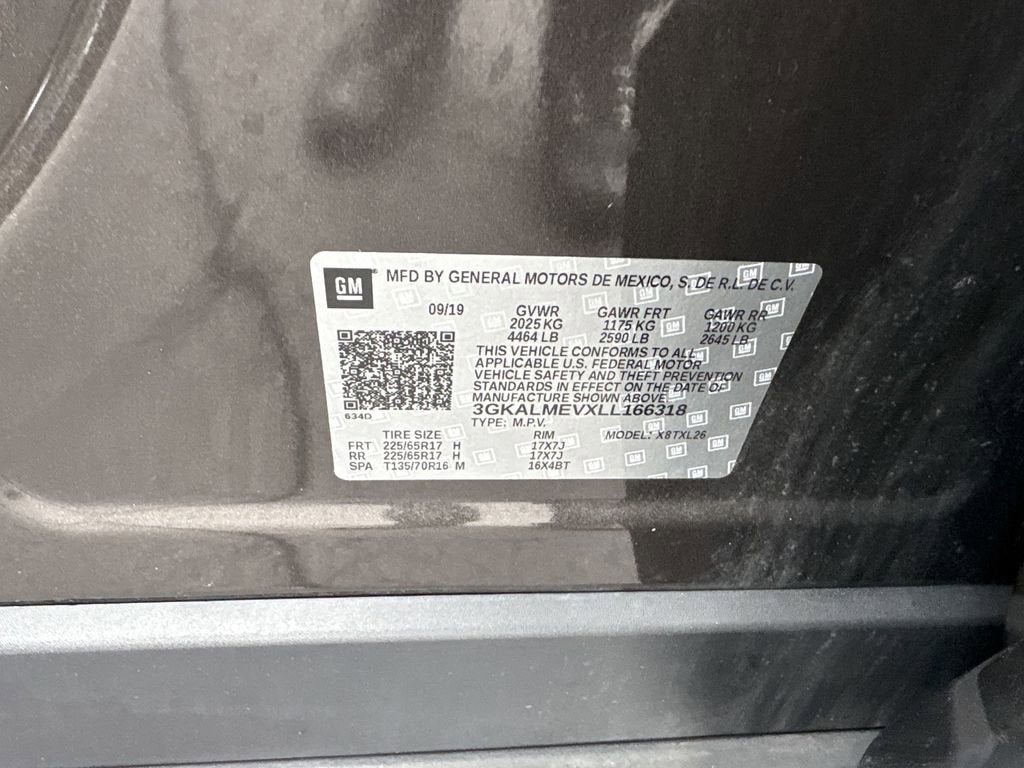 GM MFD BY GENERAL MOTORS DE MEXICO, S. DE R.L. DE C.V.
09/19 GVWR GAWR FRT GAWR RR
2025 KG 1175 KG 1200 KG
4464 LB 2590 LB 2645 LB
THIS VEHICLE CONFORMS TO ALL
APPLICABLE U.S. FEDERAL MOTOR
VEHICLE SAFETY AND THEFT PREVENTION
STANDARDS IN EFFECT ON THE DATE OF
MANUFACTURE SHOWN ABOVE.
3GKALMEVXLL166318
634D
TYPE: M.P.V.
TIRE SIZE RIM MODEL: X8TXL26
FRT 225/65R17 H 17X7J
RR 225/65R17 H 17X7J
SPA T135/70R16 M 16X4BT